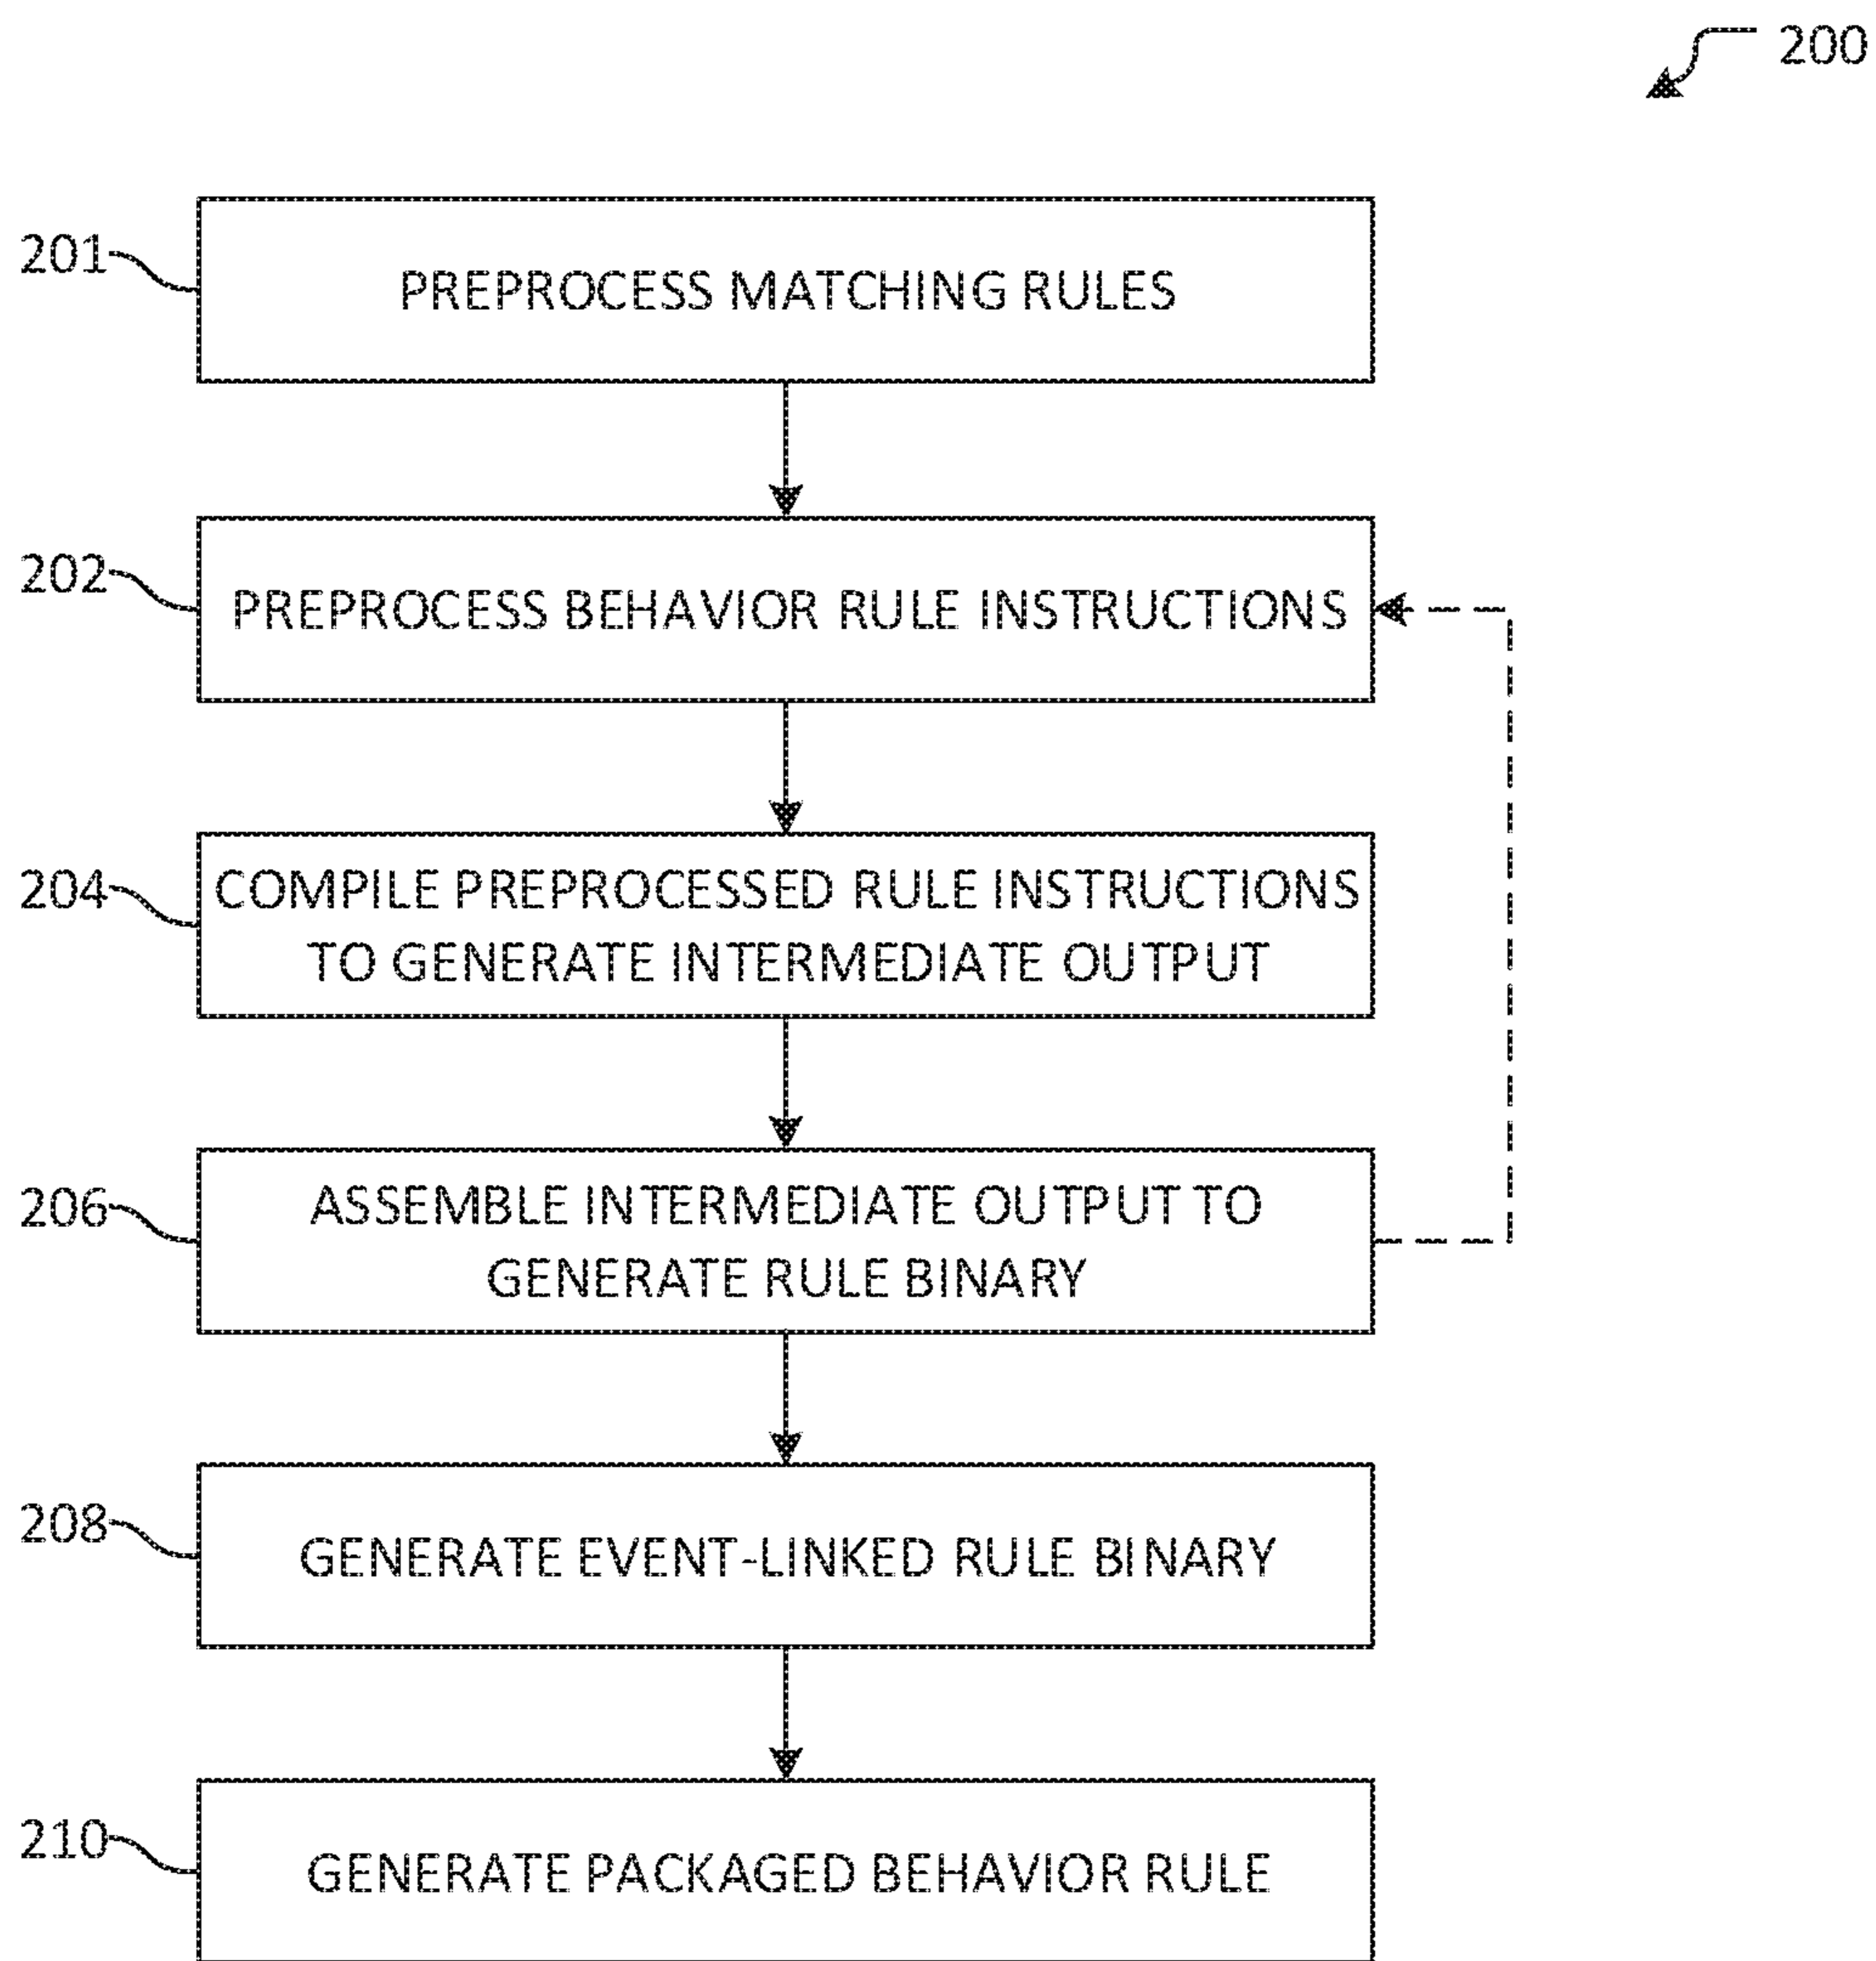 200
201
PREPROCESS MATCHING RULES
202
PREPROCESS BEHAVIOR RULE INSTRUCTIONS
204
COMPILE PREPROCESSED RULE INSTRUCTIONS
TO GENERATE INTERMEDIATE OUTPUT
206
ASSEMBLE INTERMEDIATE OUTPUT TO
GENERATE RULE BINARY
208
GENERATE EVENT-LINKED RULE BINARY
210
GENERATE PACKAGED BEHAVIOR RULE